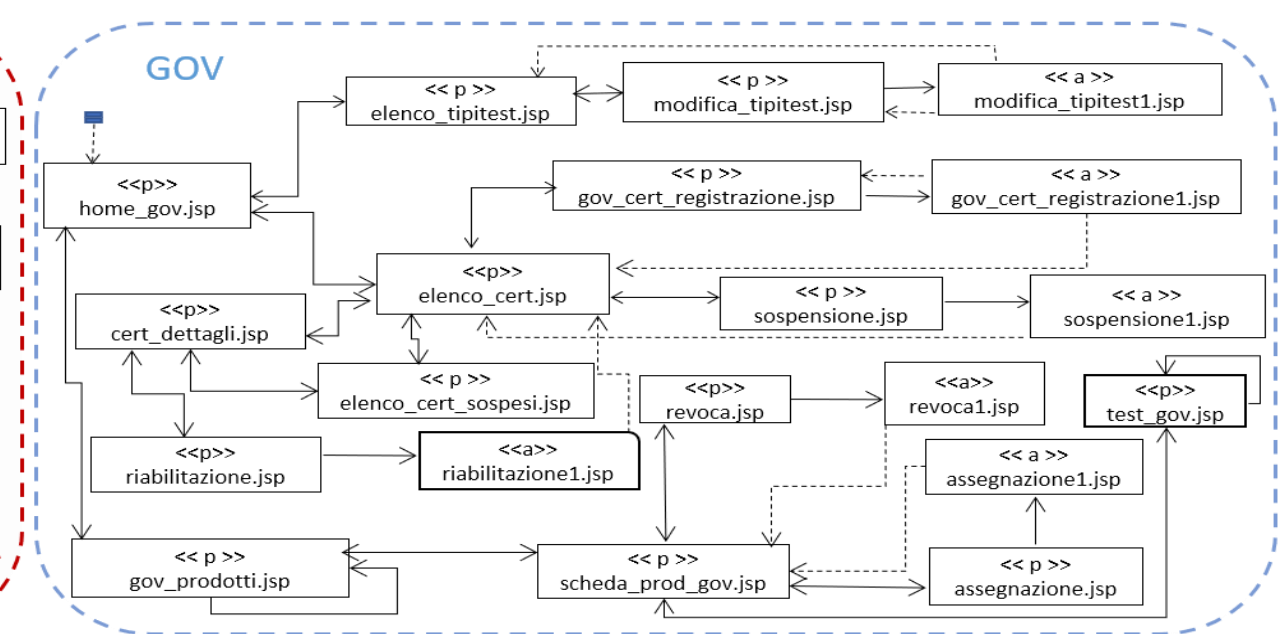 GOV
<< p >>
elenco_tipitest.jsp
<< p >>
modifica_tipitest.jsp
<< a >>
modifica_tipitest1.jsp
<<p>>
home_gov.jsp
<< p >>
gov_cert_registrazione.jsp
<< a >>
gov_cert_registrazione1.jsp
<<p>>
elenco_cert.jsp
<< p >>
sospensione.jsp
<< a >>
sospensione1.jsp
<<p>>
cert_dettagli.jsp
<< p >>
elenco_cert_sospesi.jsp
<<p>>
revoca.jsp
<<a>>
revoca1.jsp
<<p>>
test_gov.jsp
<<p>>
riabilitazione.jsp
<<a>>
riabilitazione1.jsp
<< a >>
assegnazione1.jsp
<< p >>
gov_prodotti.jsp
<< p >>
scheda_prod_gov.jsp
<< p >>
assegnazione.jsp